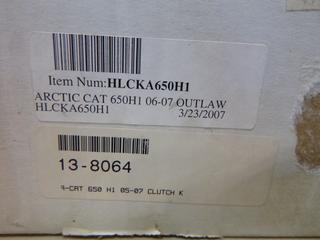 Item Num:HLCKA650H1
ARCTIC CAT 650H1 06-07 OUTLAW
HLCKA650H1 3/23/2007
13-8064
A-CAT 650 H1 05-07 CLUTCH K